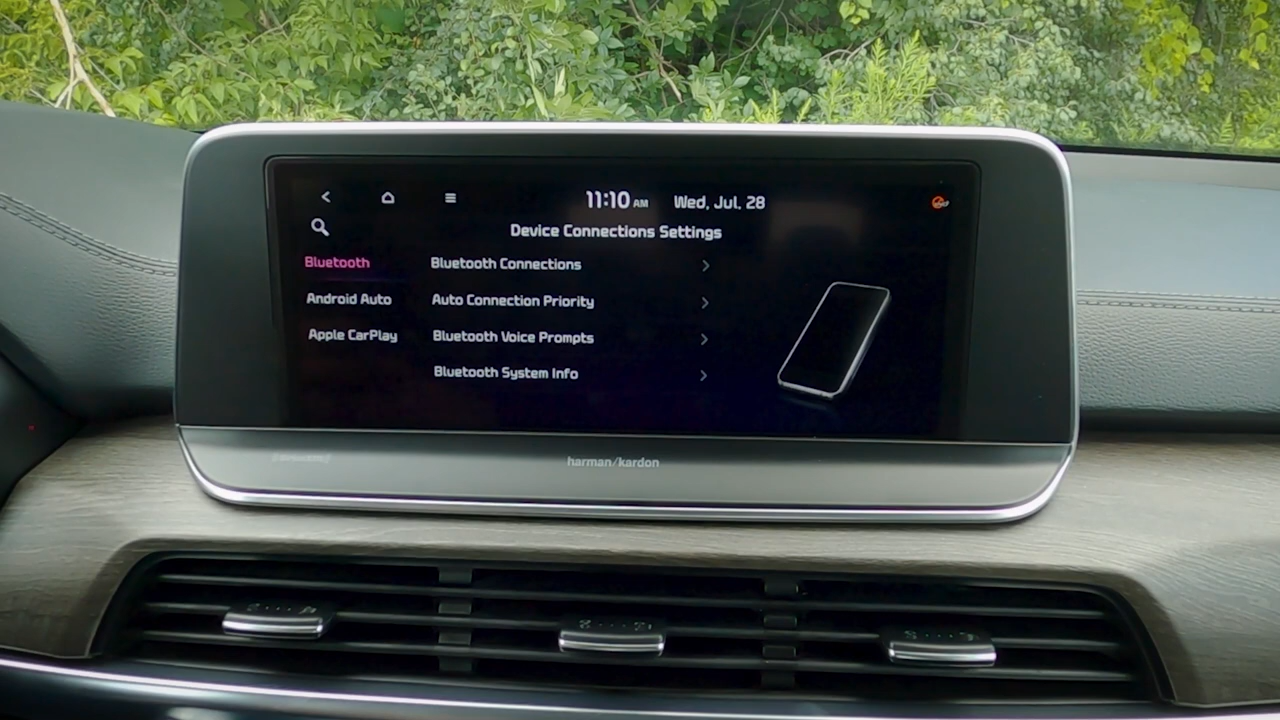 11:10 AM Wed, Jul. 28
Device Connections Settings
Bluetooth
Android Auto
Apple CarPlay
Bluetooth Connections
Auto Connection Priority
Bluetooth Voice Prompts
Bluetooth System Info
harman/kardon